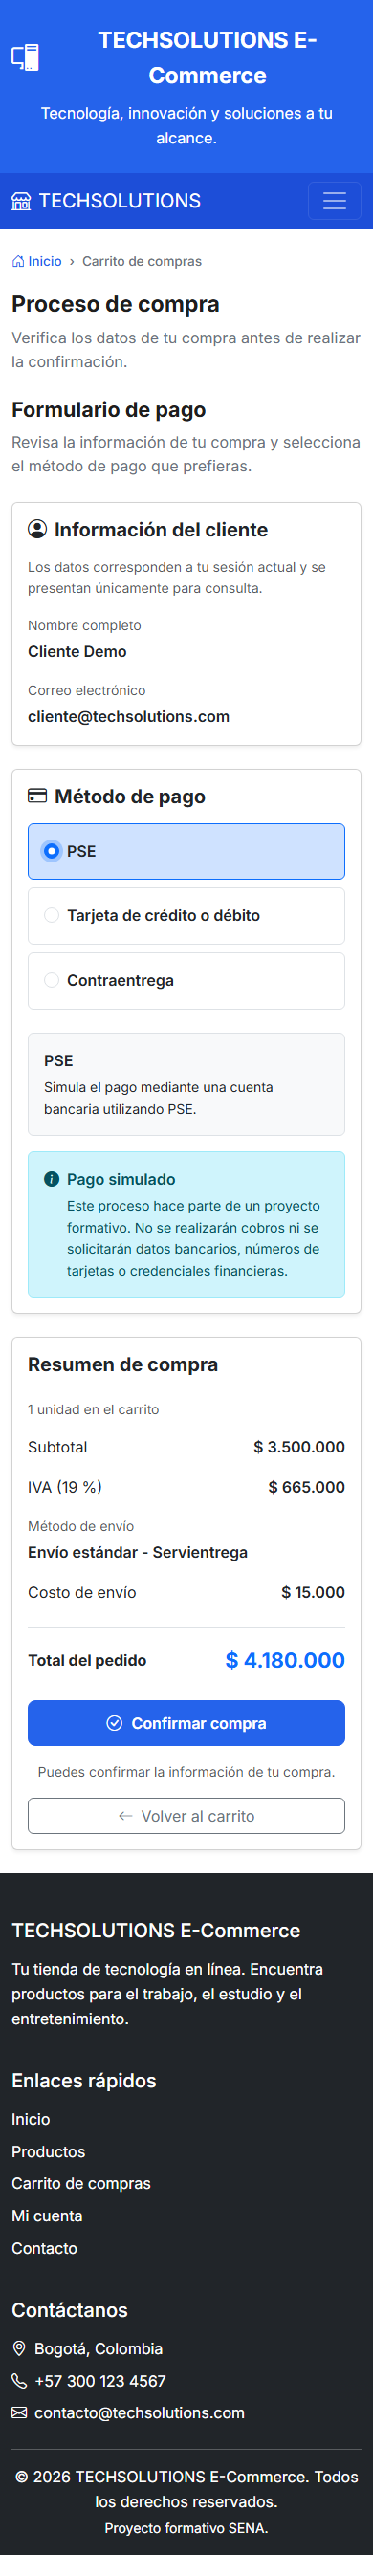 TECHSOLUTIONS E-
Commerce
Tecnología, innovación y soluciones a tu
alcance.
TECHSOLUTIONS
Inicio › Carrito de compras
Proceso de compra
Verifica los datos de tu compra antes de realizar
la confirmación.
Formulario de pago
Revisa la información de tu compra y selecciona
el método de pago que prefieras.
Información del cliente
Los datos corresponden a tu sesión actual y se
presentan únicamente para consulta.
Nombre completo
Cliente Demo
Correo electrónico
cliente@techsolutions.com
Método de pago
PSE
Tarjeta de crédito o débito
Contraentrega
PSE
Simula el pago mediante una cuenta
bancaria utilizando PSE.
Pago simulado
Este proceso hace parte de un proyecto
formativo. No se realizarán cobros ni se
solicitarán datos bancarios, números de
tarjetas o credenciales financieras.
Resumen de compra
1 unidad en el carrito
Subtotal $ 3.500.000
IVA (19 %) $ 665.000
Método de envío
Envío estándar - Servientrega
Costo de envío $ 15.000
Total del pedido $ 4.180.000
Confirmar compra
Puedes confirmar la información de tu compra.
← Volver al carrito
TECHSOLUTIONS E-Commerce
Tu tienda de tecnología en línea. Encuentra
productos para el trabajo, el estudio y el
entretenimiento.
Enlaces rápidos
Inicio
Productos
Carrito de compras
Mi cuenta
Contacto
Contáctanos
Bogotá, Colombia
+57 300 123 4567
contacto@techsolutions.com
© 2026 TECHSOLUTIONS E-Commerce. Todos
los derechos reservados.
Proyecto formativo SENA.